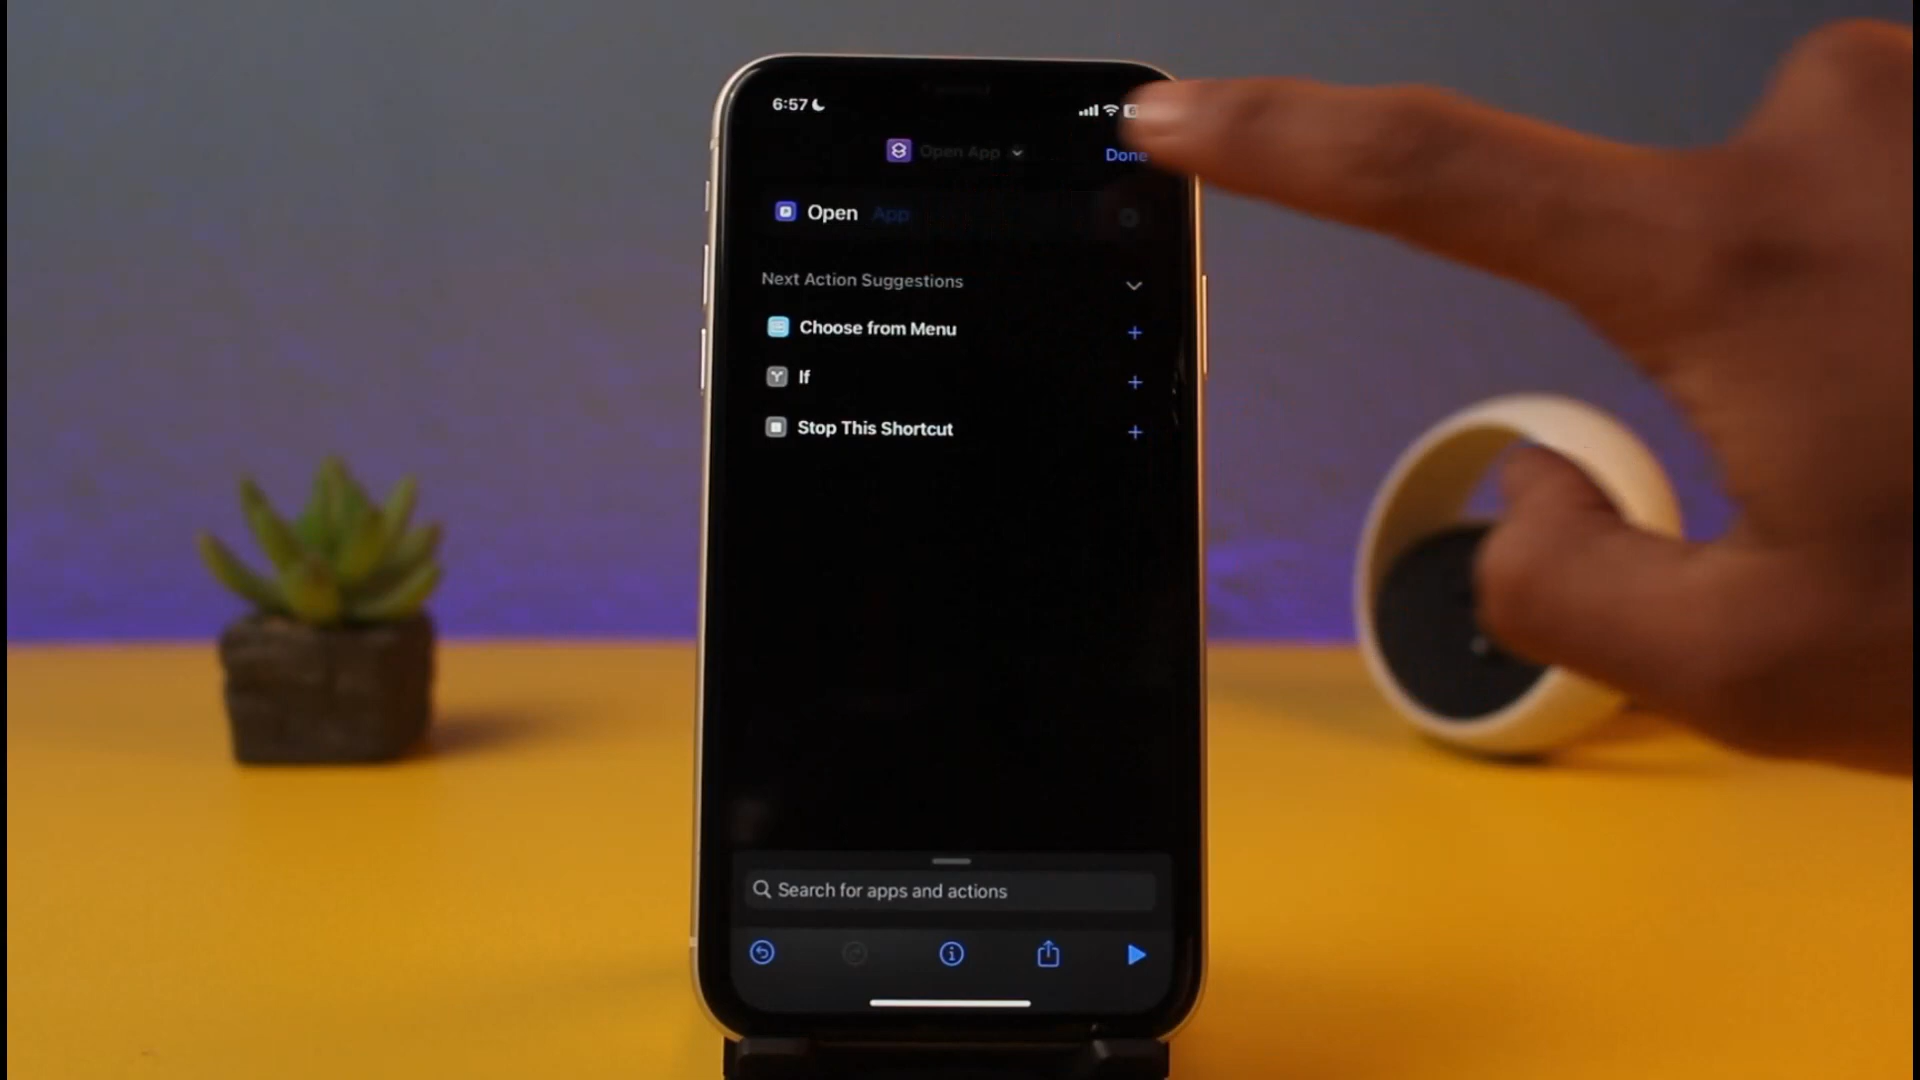 6:57
Open App
Done
Open App
Next Action Suggestions
Choose from Menu
If
Stop This Shortcut
Search for apps and actions